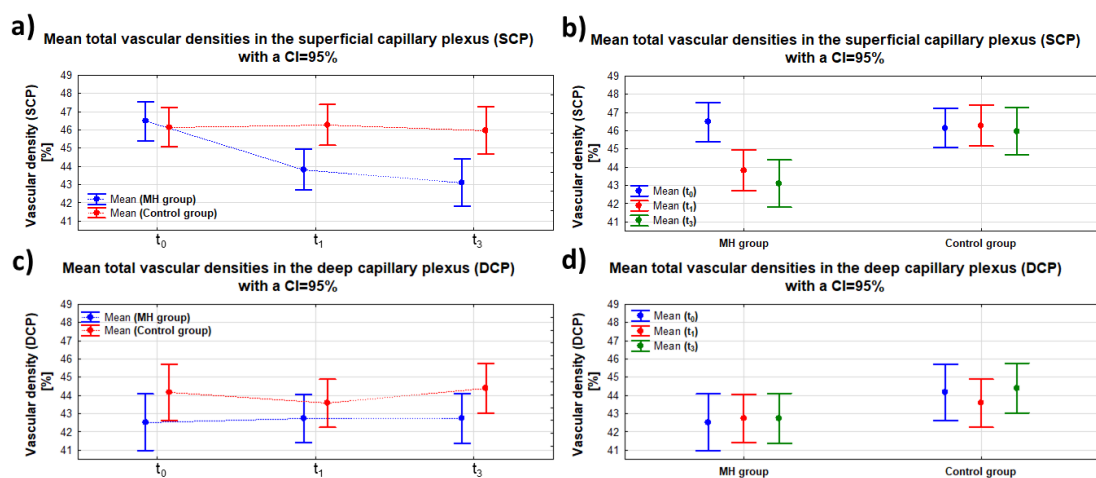 a)
Mean total vascular densities in the superficial capillary plexus (SCP)
with a CI=95%
Vascular density (SCP)
[%]
49
48
47
46
45
44
43
42
41
Mean (MH group)
Mean (Control group)
t0
t1
t3
b)
Mean total vascular densities in the superficial capillary plexus (SCP)
with a CI=95%
Vascular density (SCP)
[%]
49
48
47
46
45
44
43
42
41
Mean (t0)
Mean (t1)
Mean (t3)
MH group
Control group
c)
Mean total vascular densities in the deep capillary plexus (DCP)
with a CI=95%
Vascular density (DCP)
[%]
49
48
47
46
45
44
43
42
41
Mean (MH group)
Mean (Control group)
t0
t1
t3
d)
Mean total vascular densities in the deep capillary plexus (DCP)
with a CI=95%
Vascular density (DCP)
[%]
49
48
47
46
45
44
43
42
41
Mean (t0)
Mean (t1)
Mean (t3)
MH group
Control group